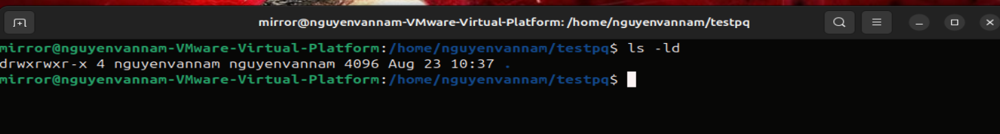 mirror@nguyenvannam-VMware-Virtual-Platform: /home/nguyenvannam/testpq
mirror@nguyenvannam-VMware-Virtual-Platform:/home/nguyenvannam/testpq$ ls -ld
drwxrwxr-x 4 nguyenvannam nguyenvannam 4096 Aug 23 10:37 .
mirror@nguyenvannam-VMware-Virtual-Platform:/home/nguyenvannam/testpq$